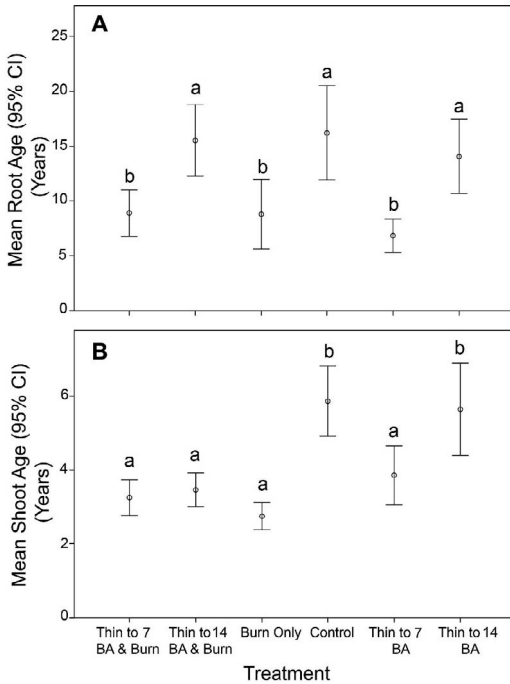 A
Mean Root Age (95% CI)
(Years)
25
20
15
10
5
0
b
a
b
a
b
a
B
Mean Shoot Age (95% CI)
(Years)
6
4
2
0
a
a
a
b
a
b
Thin to 7
BA & Burn
Thin to 14
BA & Burn
Burn Only
Control
Thin to 7
BA
Thin to 14
BA
Treatment